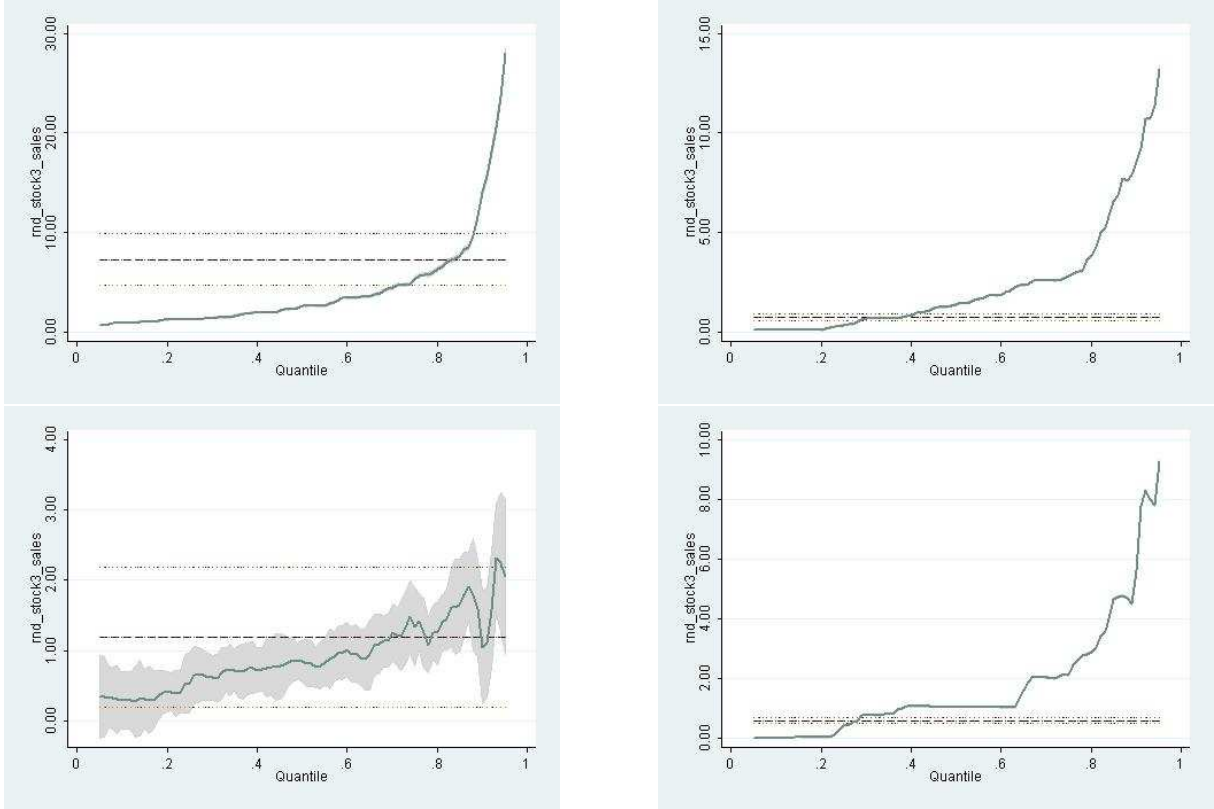 rnd_stock3_sales
30.00
20.00
10.00
0.00
0 .2 .4 .6 .8 1
Quantile
rnd_stock3_sales
15.00
10.00
5.00
0.00
0 .2 .4 .6 .8 1
Quantile
rnd_stock3_sales
4.00
3.00
2.00
1.00
0.00
0 .2 .4 .6 .8 1
Quantile
rnd_stock3_sales
10.00
8.00
6.00
4.00
2.00
0.00
0 .2 .4 .6 .8 1
Quantile